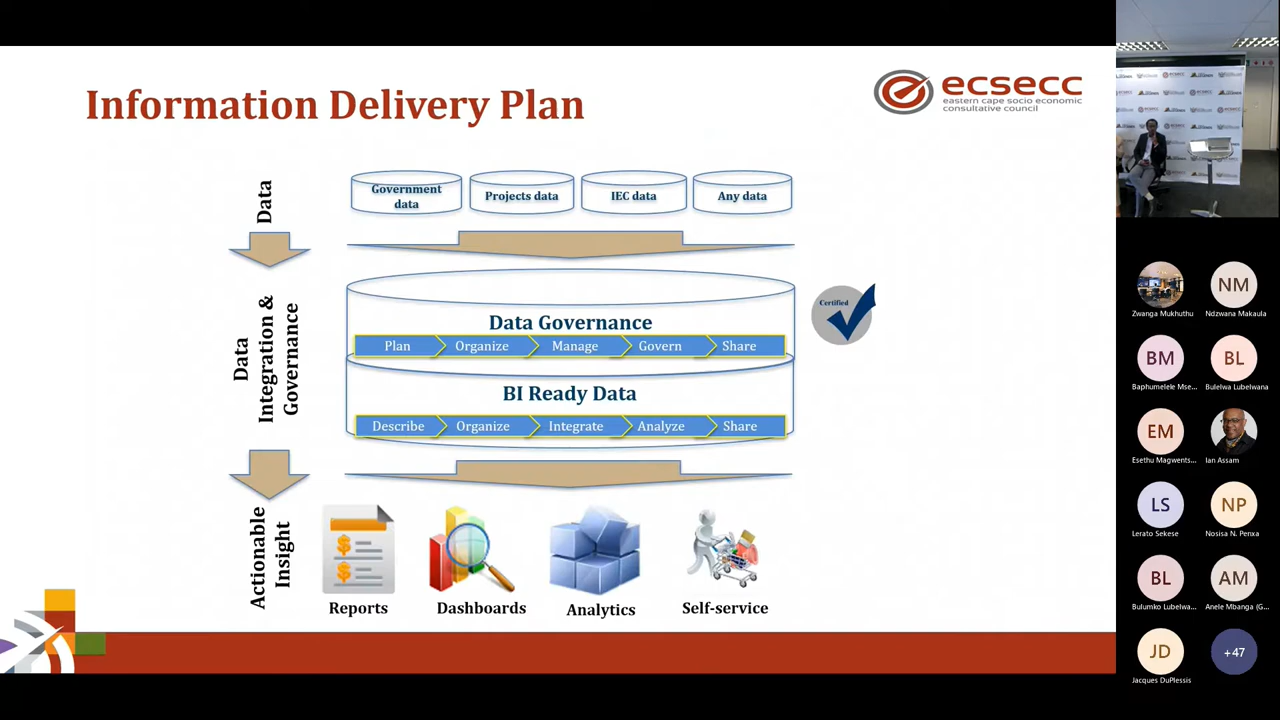 Information Delivery Plan
ecsecc
eastern cape socio economic
consultative council
Data
Government
data
Projects data
IEC data
Any data
Data
Integration &
Governance
Data Governance
Plan
Organize
Manage
Govern
Share
Certified
BI Ready Data
Describe
Organize
Integrate
Analyze
Share
Actionable
Insight
Reports
Dashboards
Analytics
Self-service
Zwanga Mukhuthu
NM
Ndzwana Makaula
BM
Baphumelele Mse...
BL
Bulelwa Lubelwana
EM
Esethu Magwents...
Ian Assam
LS
Lerato Sekese
NP
Nosisa N. Penxa
BL
Bulumko Lubelwa...
AM
Anele Mbanga (G...
JD
Jacques DuPlessis
+47